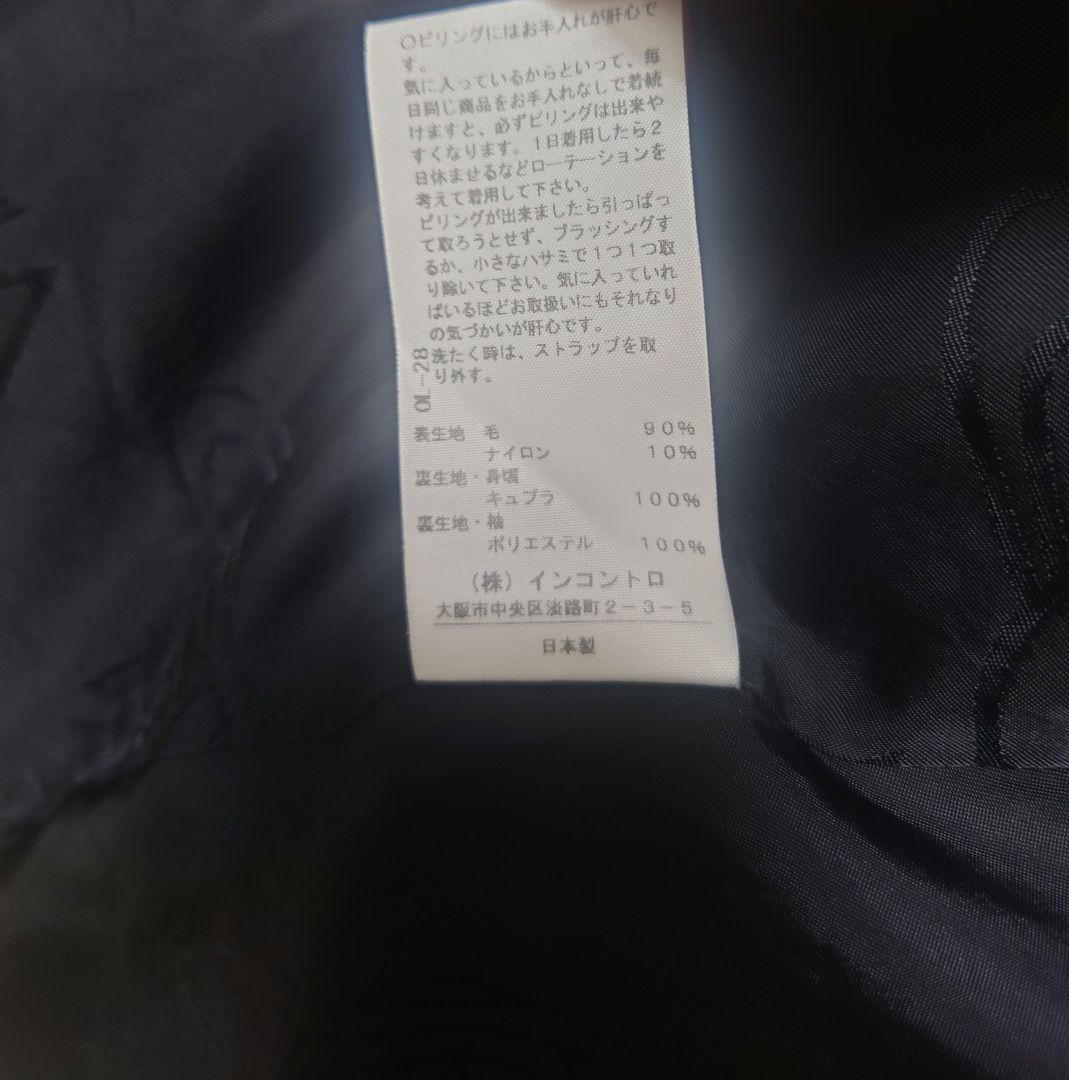 〇ピリングにはお手入れが肝心で
す。
気に入っているからといって、毎
日同じ商品をお手入れなしで着続
けますと、必ずピリングは出来や
すくなります。1日着用したら2
日休ませるなどローテーションを
考えて着用して下さい。
ピリングが出来ましたら引っぱっ
て取ろうとせず、ブラッシングす
るか、小さなハサミで1つ1つ取
り除いて下さい。気に入っていれ
ばいるほどお取扱いにもそれなり
の気づかいが肝心です。
洗たく時は、ストラップを取
り外す。
OL-28
表生地 毛 90%
ナイロン 10%
裏生地・身頃
キュプラ 100%
裏生地・袖
ポリエステル 100%
(株)インコントロ
大阪市中央区淡路町2-3-5
日本製